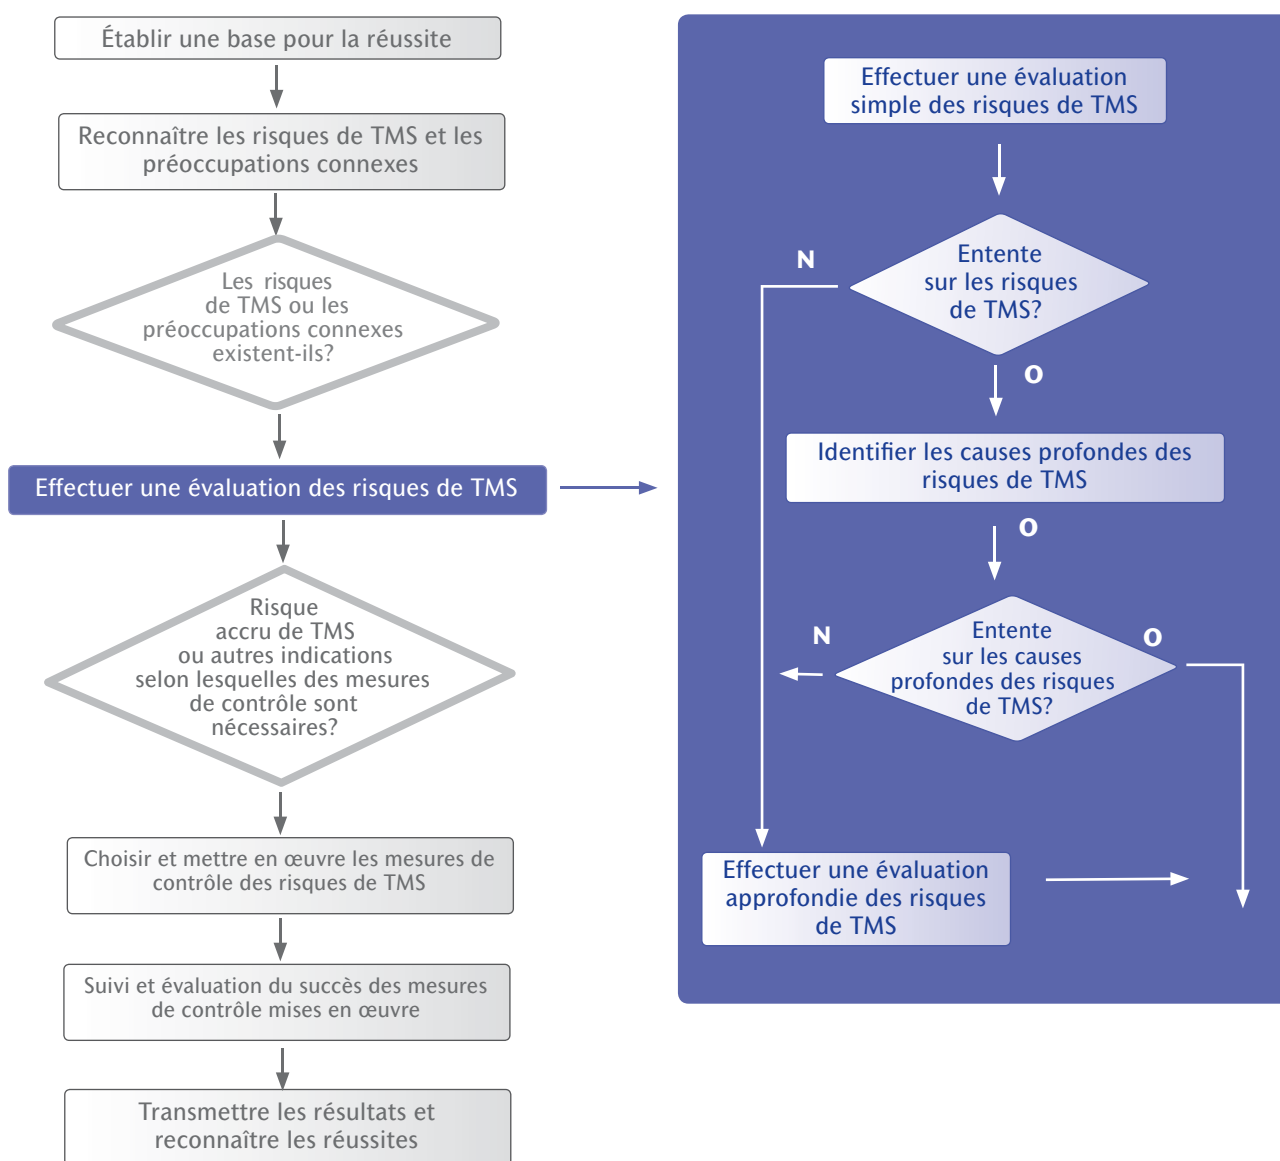 Établir une base pour la réussite
Reconnaître les risques de TMS et les
préoccupations connexes
Les risques
de TMS ou les
préoccupations connexes
existent-ils?
Effectuer une évaluation des risques de TMS
Risque
accru de TMS
ou autres indications
selon lesquelles des mesures
de contrôle sont
nécessaires?
Choisir et mettre en œuvre les mesures de
contrôle des risques de TMS
Suivi et évaluation du succès des mesures
de contrôle mises en œuvre
Transmettre les résultats et
reconnaître les réussites
Effectuer une évaluation
simple des risques de TMS
N
Entente
sur les risques
de TMS?
O
Identifier les causes profondes des
risques de TMS
O
N
Entente
sur les causes
profondes des risques
de TMS?
O
Effectuer une évaluation
approfondie des risques
de TMS